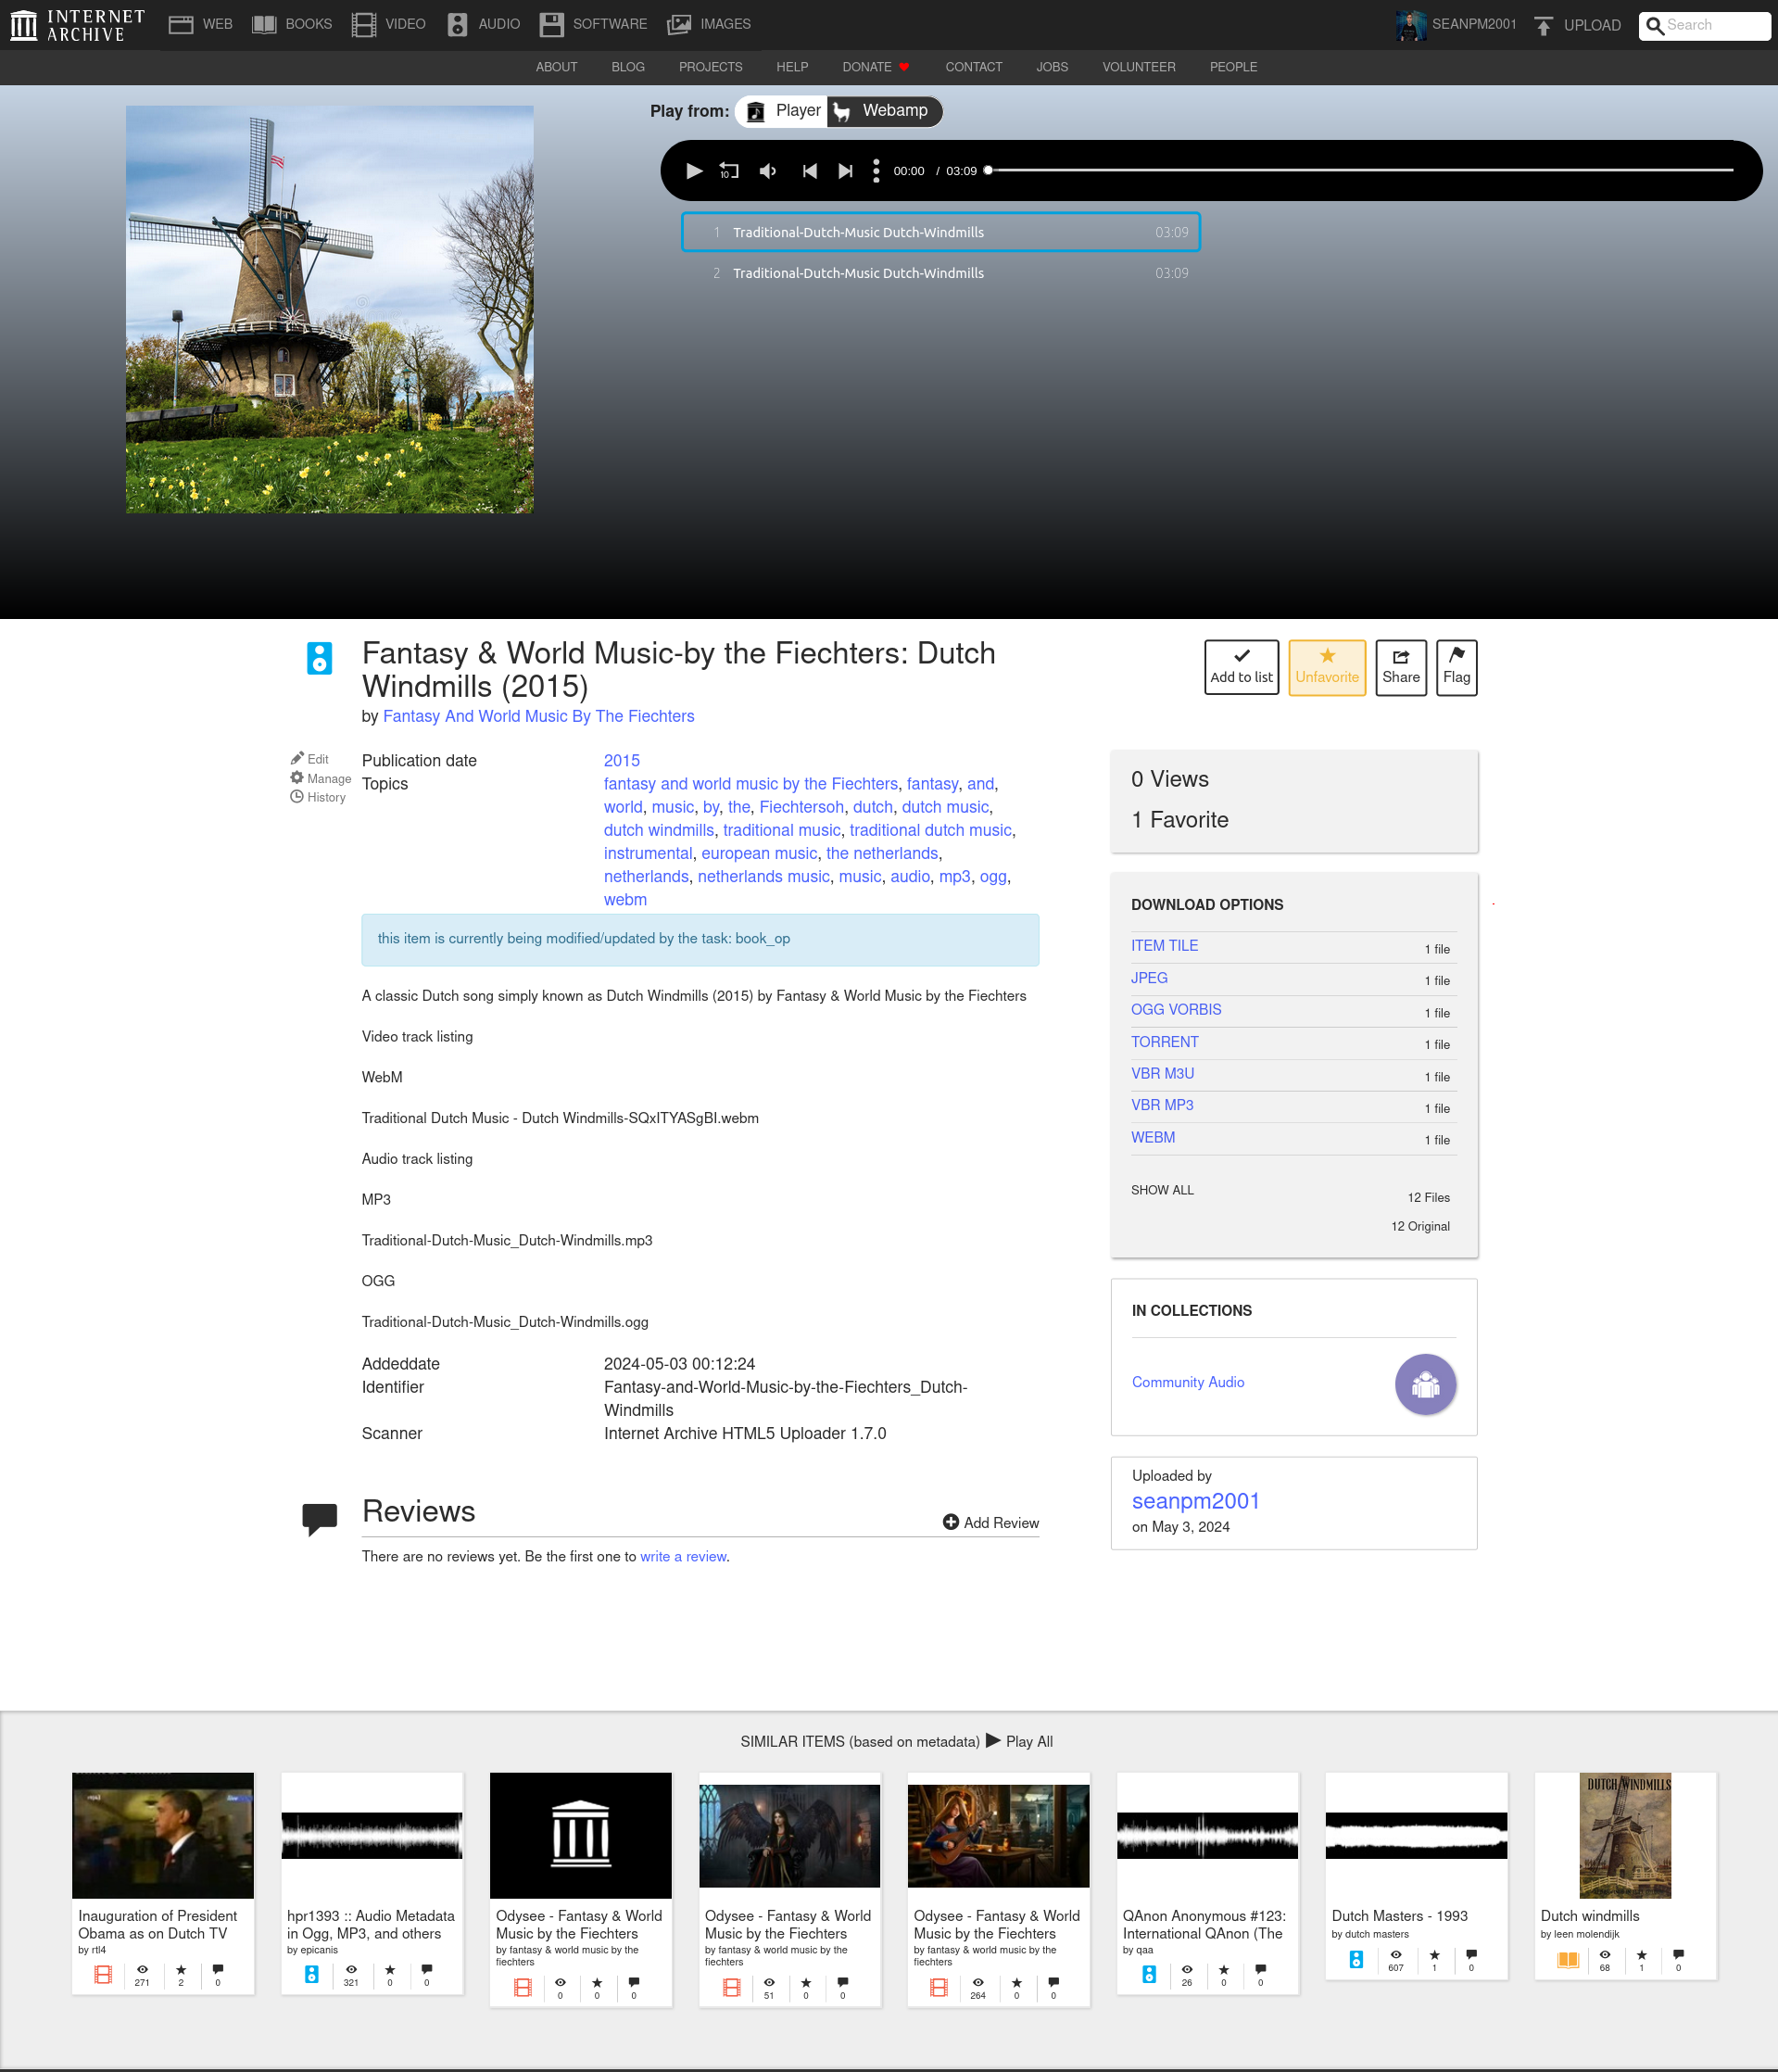 INTERNET
ARCHIVE
WEB
BOOKS
VIDEO
AUDIO
SOFTWARE
IMAGES
SEANPM2001
UPLOAD
Search
ABOUT
BLOG
PROJECTS
HELP
DONATE
CONTACT
JOBS
VOLUNTEER
PEOPLE
Play from:
Player
Webamp
10
00:00 / 03:09
1 Traditional-Dutch-Music Dutch-Windmills 03:09
2 Traditional-Dutch-Music Dutch-Windmills 03:09
Fantasy & World Music-by the Fiechters: Dutch
Windmills (2015)
by Fantasy And World Music By The Fiechters
Add to list
Unfavorite
Share
Flag
Edit
Manage
History
Publication date 2015
Topics fantasy and world music by the Fiechters, fantasy, and,
world, music, by, the, Fiechtersoh, dutch, dutch music,
dutch windmills, traditional music, traditional dutch music,
instrumental, european music, the netherlands,
netherlands, netherlands music, music, audio, mp3, ogg,
webm
this item is currently being modified/updated by the task: book_op
A classic Dutch song simply known as Dutch Windmills (2015) by Fantasy & World Music by the Fiechters
Video track listing
WebM
Traditional Dutch Music - Dutch Windmills-SQxITYASgBI.webm
Audio track listing
MP3
Traditional-Dutch-Music_Dutch-Windmills.mp3
OGG
Traditional-Dutch-Music_Dutch-Windmills.ogg
Addeddate 2024-05-03 00:12:24
Identifier Fantasy-and-World-Music-by-the-Fiechters_Dutch-
Windmills
Scanner Internet Archive HTML5 Uploader 1.7.0
Reviews
Add Review
There are no reviews yet. Be the first one to write a review.
0 Views
1 Favorite
DOWNLOAD OPTIONS
ITEM TILE 1 file
JPEG 1 file
OGG VORBIS 1 file
TORRENT 1 file
VBR M3U 1 file
VBR MP3 1 file
WEBM 1 file
SHOW ALL 12 Files
12 Original
IN COLLECTIONS
Community Audio
Uploaded by
seanpm2001
on May 3, 2024
SIMILAR ITEMS (based on metadata) Play All
Inauguration of President
Obama as on Dutch TV
by rtl4
271 2 0
hpr1393 :: Audio Metadata
in Ogg, MP3, and others
by epicanis
321 0 0
Odysee - Fantasy & World
Music by the Fiechters
by fantasy & world music by the
fiechters
0 0 0
Odysee - Fantasy & World
Music by the Fiechters
by fantasy & world music by the
fiechters
51 0 0
Odysee - Fantasy & World
Music by the Fiechters
by fantasy & world music by the
fiechters
264 0 0
QAnon Anonymous #123:
International QAnon (The
by qaa
26 0 0
Dutch Masters - 1993
by dutch masters
607 1 0
DUTCH WINDMILLS
Dutch windmills
by leen molendijk
68 1 0